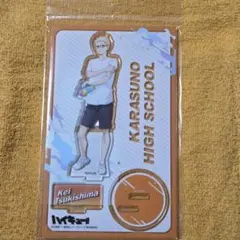 KARASUNO
HIGH SCHOOL
Kei
Tsukishima
ハイキュー!!